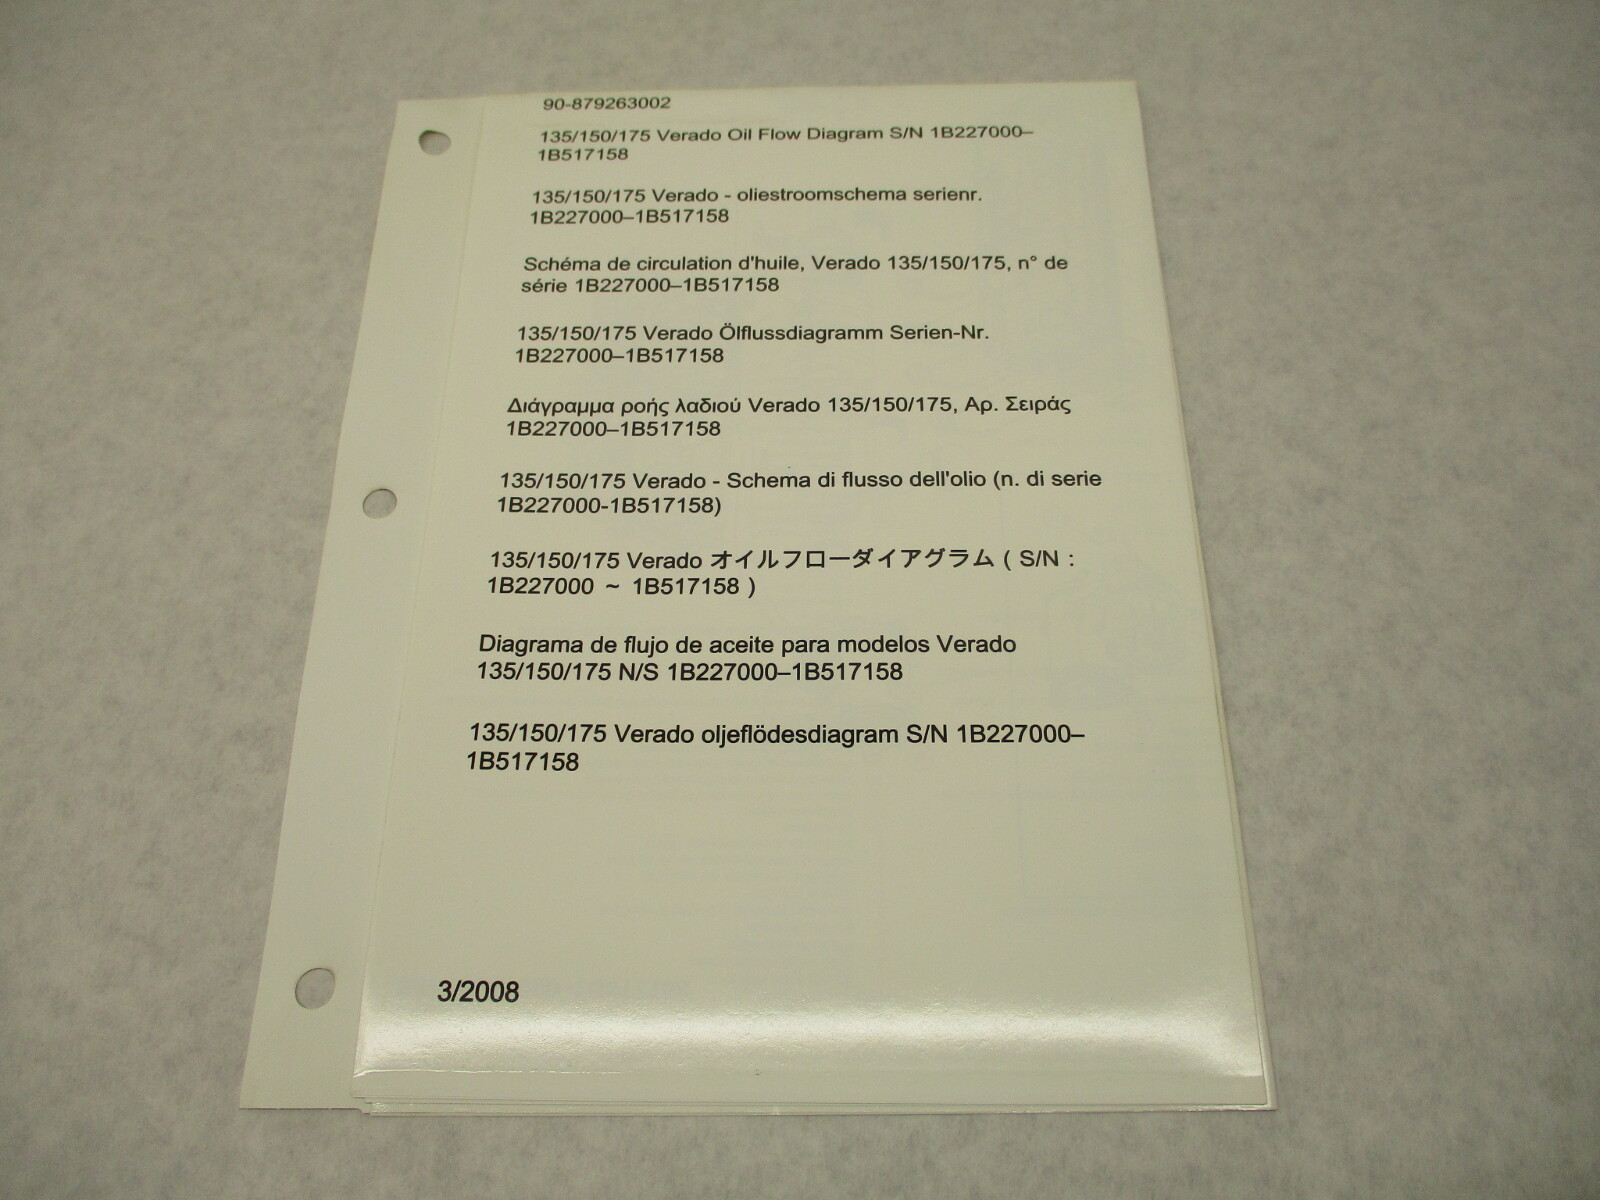 90-879263002
135/150/175 Verado Oil Flow Diagram S/N 1B227000–
1B517158
135/150/175 Verado - oliestroomschema serienr.
1B227000–1B517158
Schéma de circulation d'huile, Verado 135/150/175, n° de
série 1B227000–1B517158
135/150/175 Verado Ölflussdiagramm Serien-Nr.
1B227000–1B517158
Διάγραμμα ροής λαδιού Verado 135/150/175, Αρ. Σειράς
1B227000–1B517158
135/150/175 Verado - Schema di flusso dell'olio (n. di serie
1B227000-1B517158)
135/150/175 Verado オイルフローダイアグラム ( S/N :
1B227000 ~ 1B517158 )
Diagrama de flujo de aceite para modelos Verado
135/150/175 N/S 1B227000–1B517158
135/150/175 Verado oljeflödesdiagram S/N 1B227000–
1B517158
3/2008